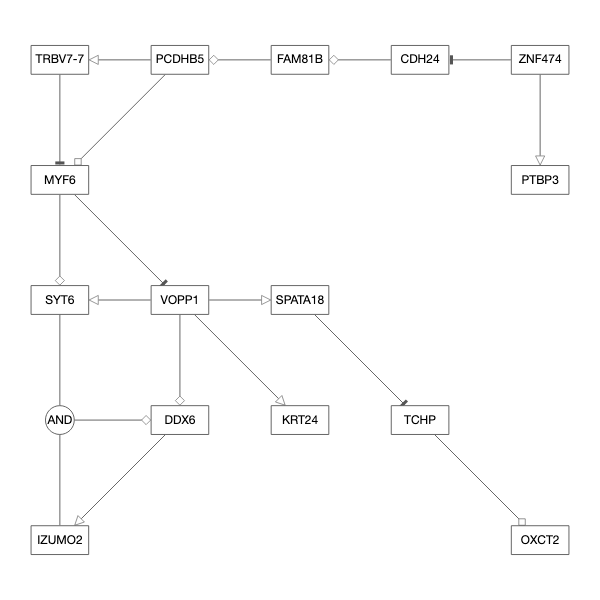 TRBV7-7
PCDHB5
FAM81B
CDH24
ZNF474
MYF6
PTBP3
SYT6
VOPP1
SPATA18
AND
DDX6
KRT24
TCHP
IZUMO2
OXCT2